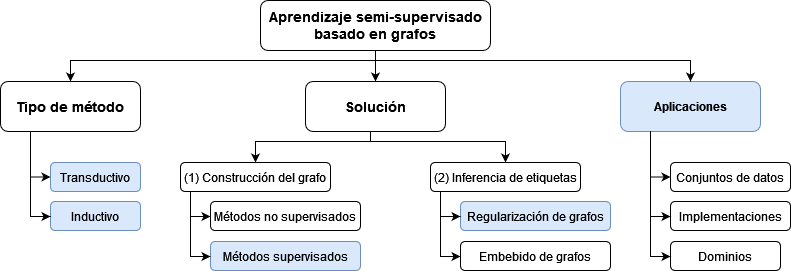 Aprendizaje semi-supervisado
basado en grafos
Tipo de método
Solución
Aplicaciones
Transductivo
Inductivo
(1) Construcción del grafo
Métodos no supervisados
Métodos supervisados
(2) Inferencia de etiquetas
Regularización de grafos
Embebido de grafos
Conjuntos de datos
Implementaciones
Dominios